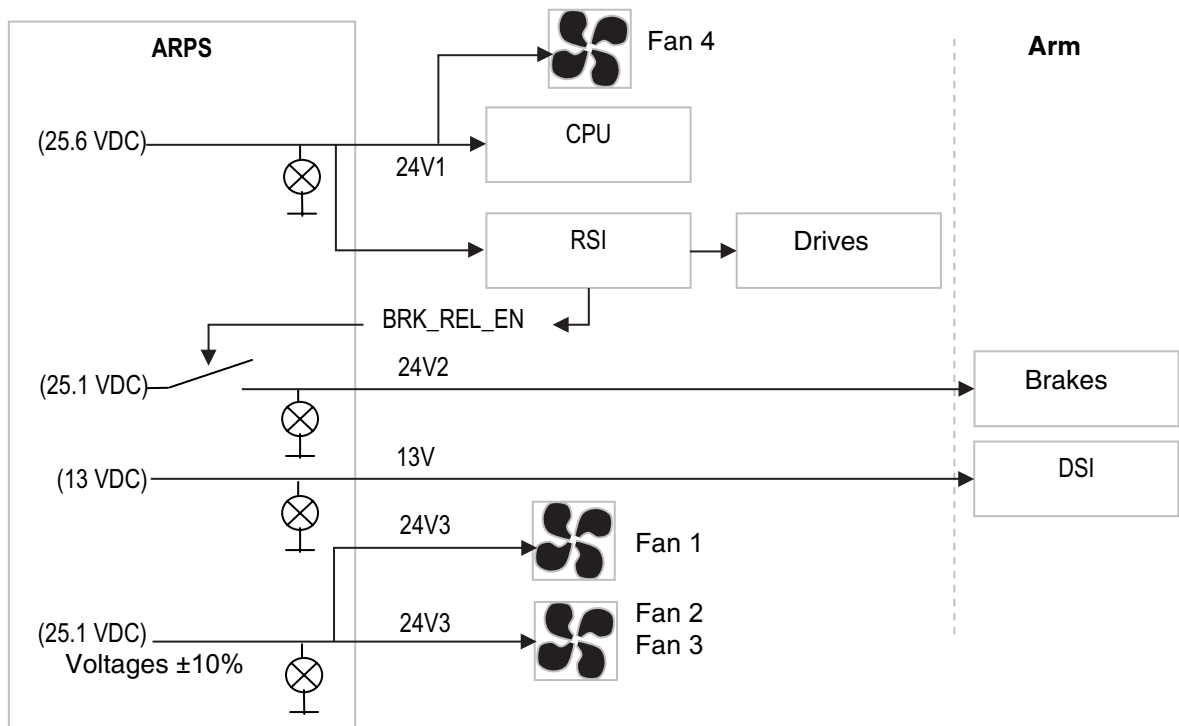 ARPS
Fan 4
Arm
(25.6 VDC)
CPU
24V1
RSI
Drives
BRK_REL_EN
24V2
(25.1 VDC)
Brakes
13V
(13 VDC)
DSI
24V3
Fan 1
(25.1 VDC)
24V3
Fan 2
Fan 3
Voltages ±10%